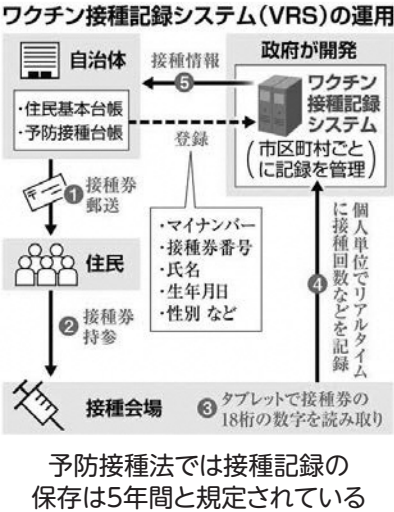 ワクチン接種記録システム(VRS)の運用
自治体
・住民基本台帳
・予防接種台帳
接種情報
❺
政府が開発
ワクチン
接種記録
システム
(市区町村ごと
に記録を管理)
登録
・マイナンバー
・接種券番号
・氏名
・生年月日
・性別 など
❶接種券
郵送
住民
❷接種券
持参
接種会場
❸タブレットで接種券の
18桁の数字を読み取り
❹
個人単位でリアルタイム
に接種回数などを記録
予防接種法では接種記録の
保存は5年間と規定されている